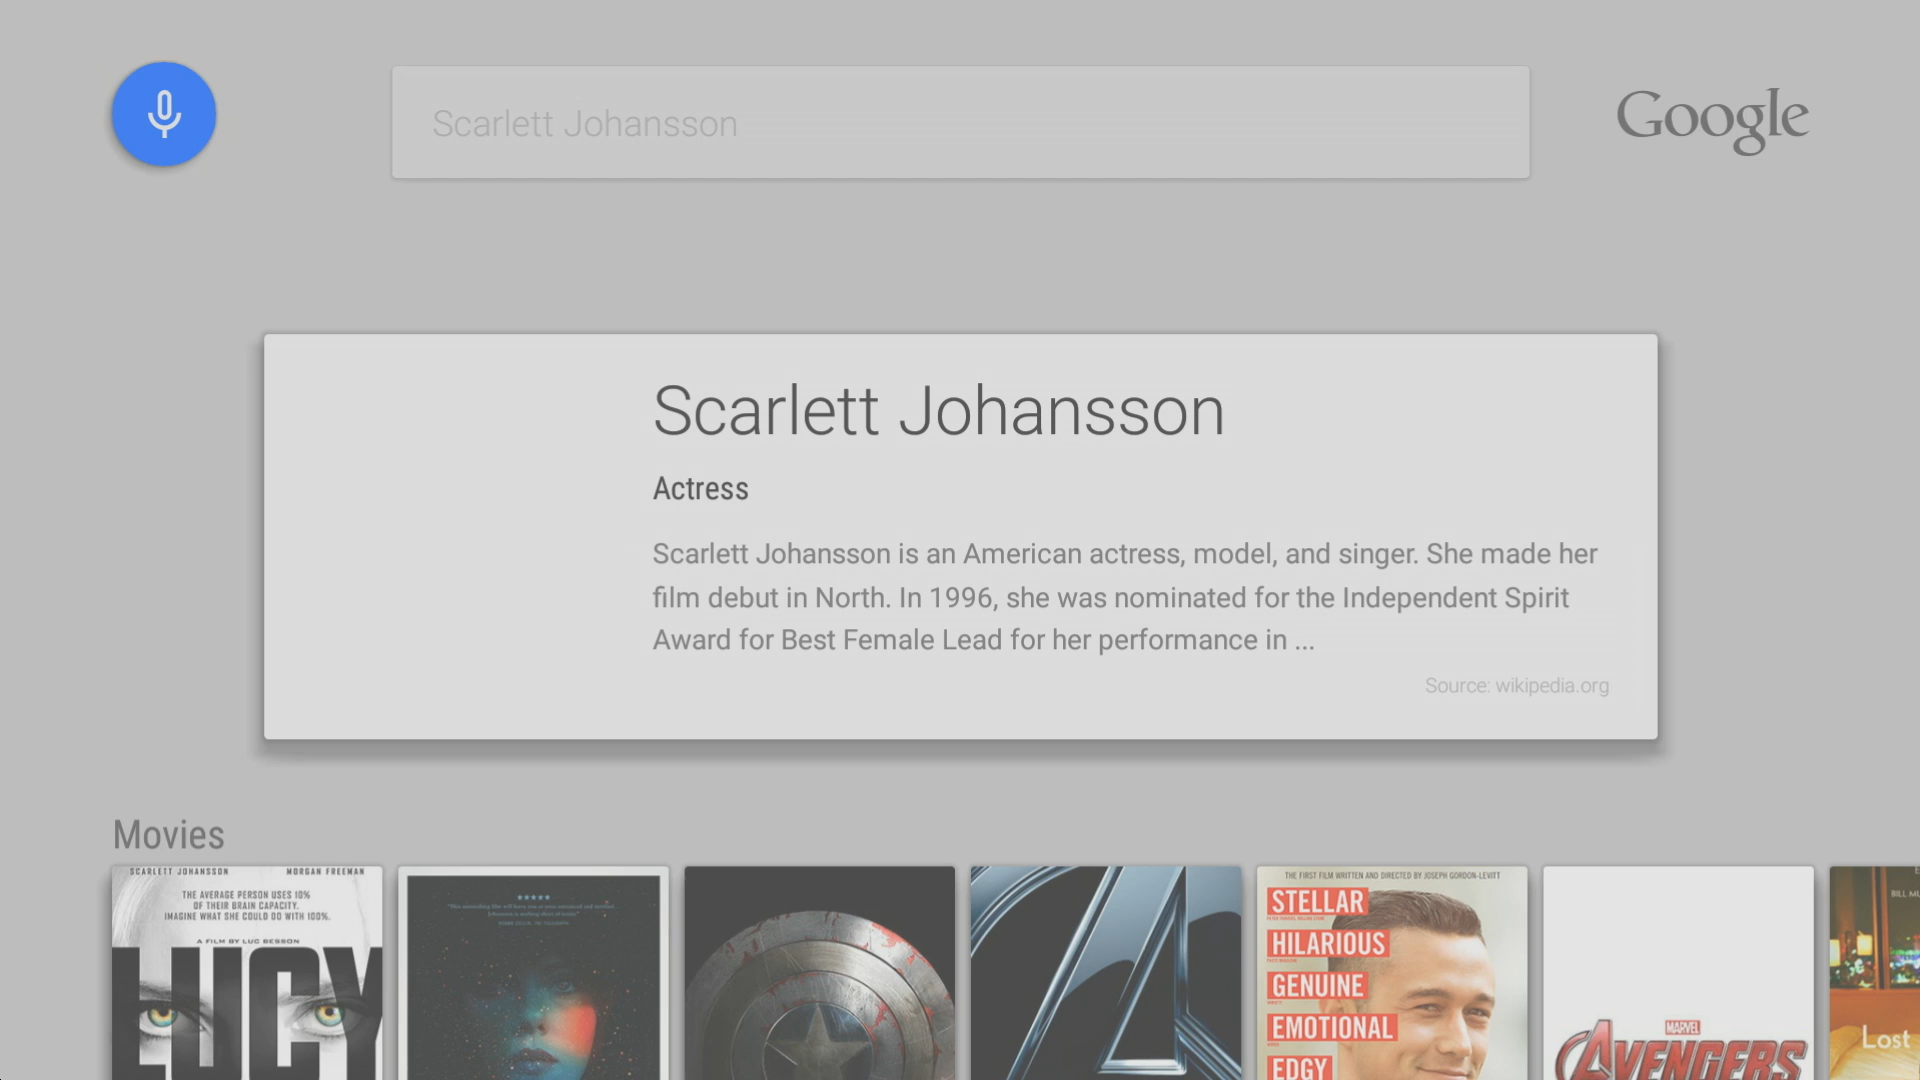 Scarlett Johansson
Google
Scarlett Johansson
Actress
Scarlett Johansson is an American actress, model, and singer. She made her
film debut in North. In 1996, she was nominated for the Independent Spirit
Award for Best Female Lead for her performance in ...
Source: wikipedia.org
Movies
SCARLETT JOHANSSON MORGAN FREEMAN
THE AVERAGE PERSON USES 10%
OF THEIR BRAIN CAPACITY.
IMAGINE WHAT SHE COULD DO WITH 100%.
A FILM BY LUC BESSON
LUCY
THE FIRST FILM WRITTEN AND DIRECTED BY JOSEPH GORDON-LEVITT
STELLAR
HILARIOUS
GENUINE
EMOTIONAL
EDGY
MARVEL
AVENGERS
BILL MU
Lost